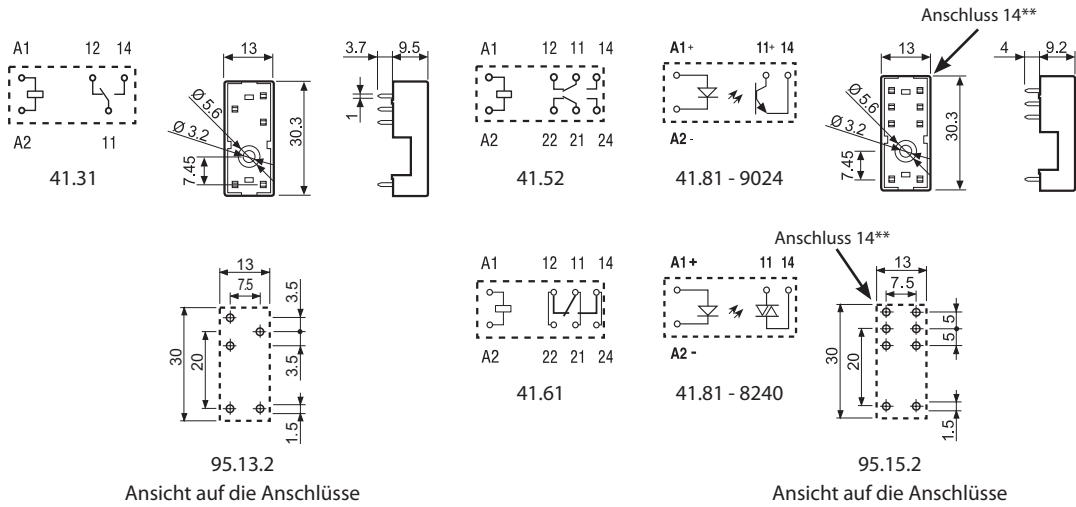 Anschluss 14**
A1 12 14
A2 11
41.31
13
Ø 5.6
Ø 3.2
7.45
30.3
3.7 9.5
1
A1 12 11 14
A2 22 21 24
41.52
A1+ 11+ 14
A2 -
41.81 - 9024
13
Ø 5.6
Ø 3.2
7.45
30.3
4 9.2
13
7.5
3.5
30
20
3.5
1.5
95.13.2
Ansicht auf die Anschlüsse
A1 12 11 14
A2 22 21 24
41.61
A1 + 11 14
A2 -
41.81 - 8240
Anschluss 14**
13
7.5
5
30
20
5
1.5
95.15.2
Ansicht auf die Anschlüsse